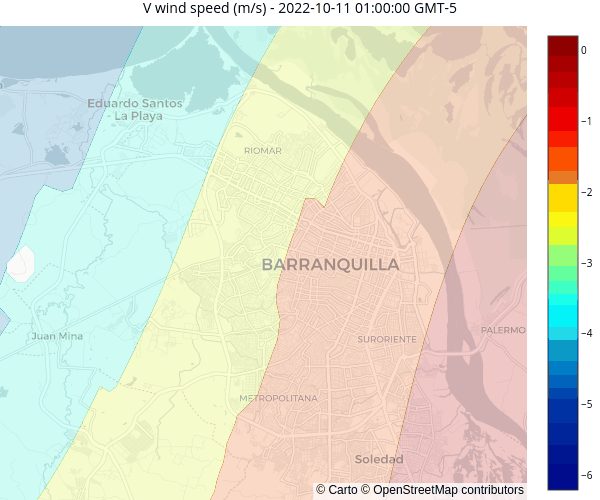 V wind speed (m/s) - 2022-10-11 01:00:00 GMT-5
0
Eduardo Santos
La Playa
−1
RIOMAR
−2
BARRANQUILLA
−3
Juan Mina
SURORIENTE
PALERMO
−4
METROPOLITANA
−5
Soledad
−6
© Carto © OpenStreetMap contributors